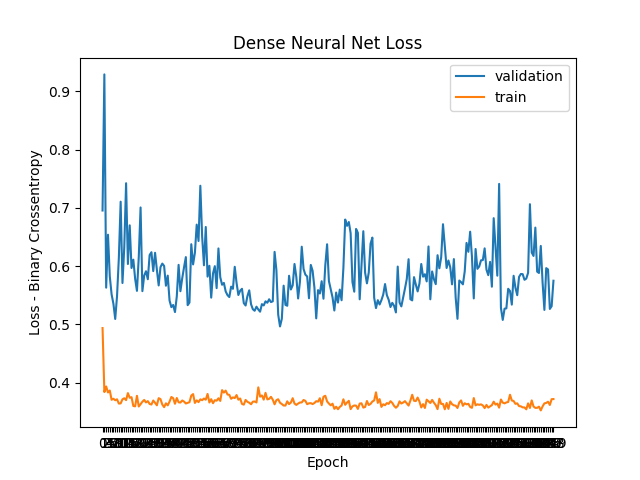 Dense Neural Net Loss
validation
train
0.9
0.8
0.7
0.6
0.5
0.4
Loss - Binary Crossentropy
Epoch